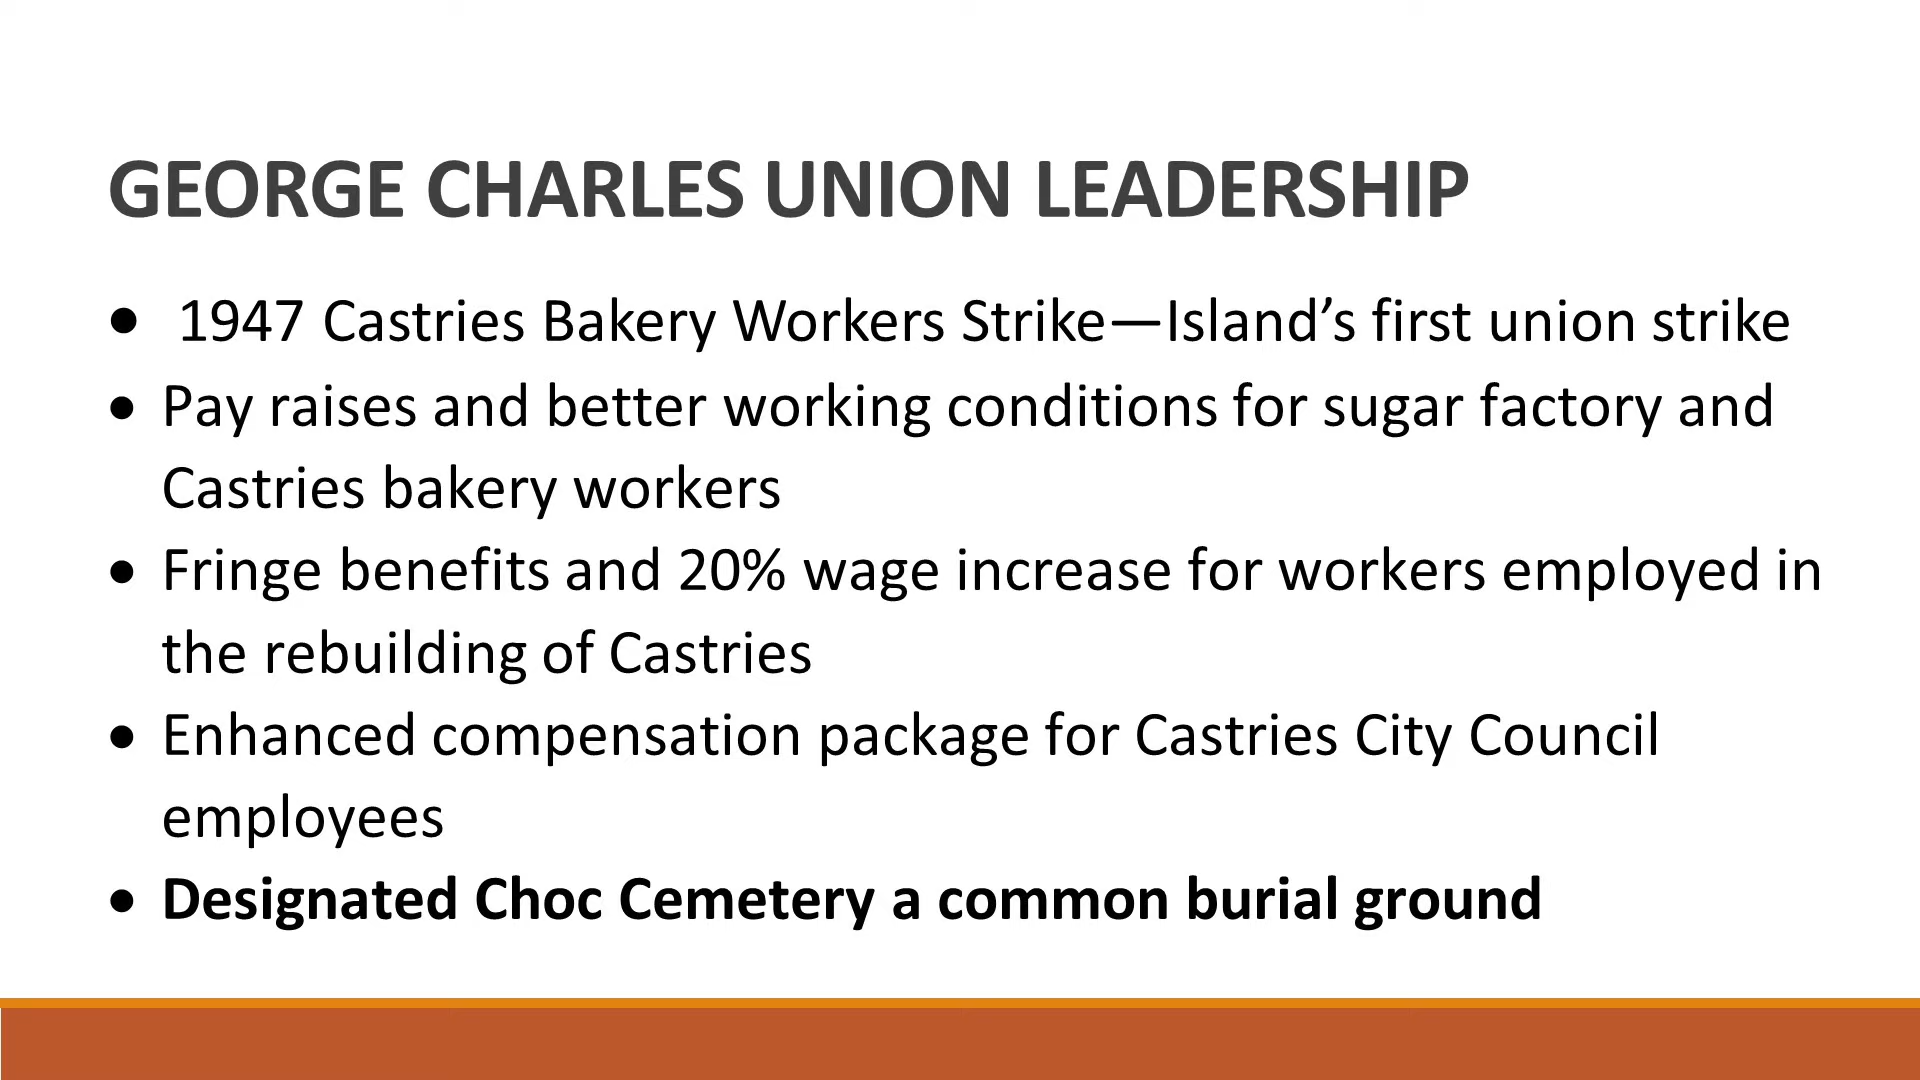 GEORGE CHARLES UNION LEADERSHIP
• 1947 Castries Bakery Workers Strike—Island’s first union strike
• Pay raises and better working conditions for sugar factory and
Castries bakery workers
• Fringe benefits and 20% wage increase for workers employed in
the rebuilding of Castries
• Enhanced compensation package for Castries City Council
employees
• Designated Choc Cemetery a common burial ground